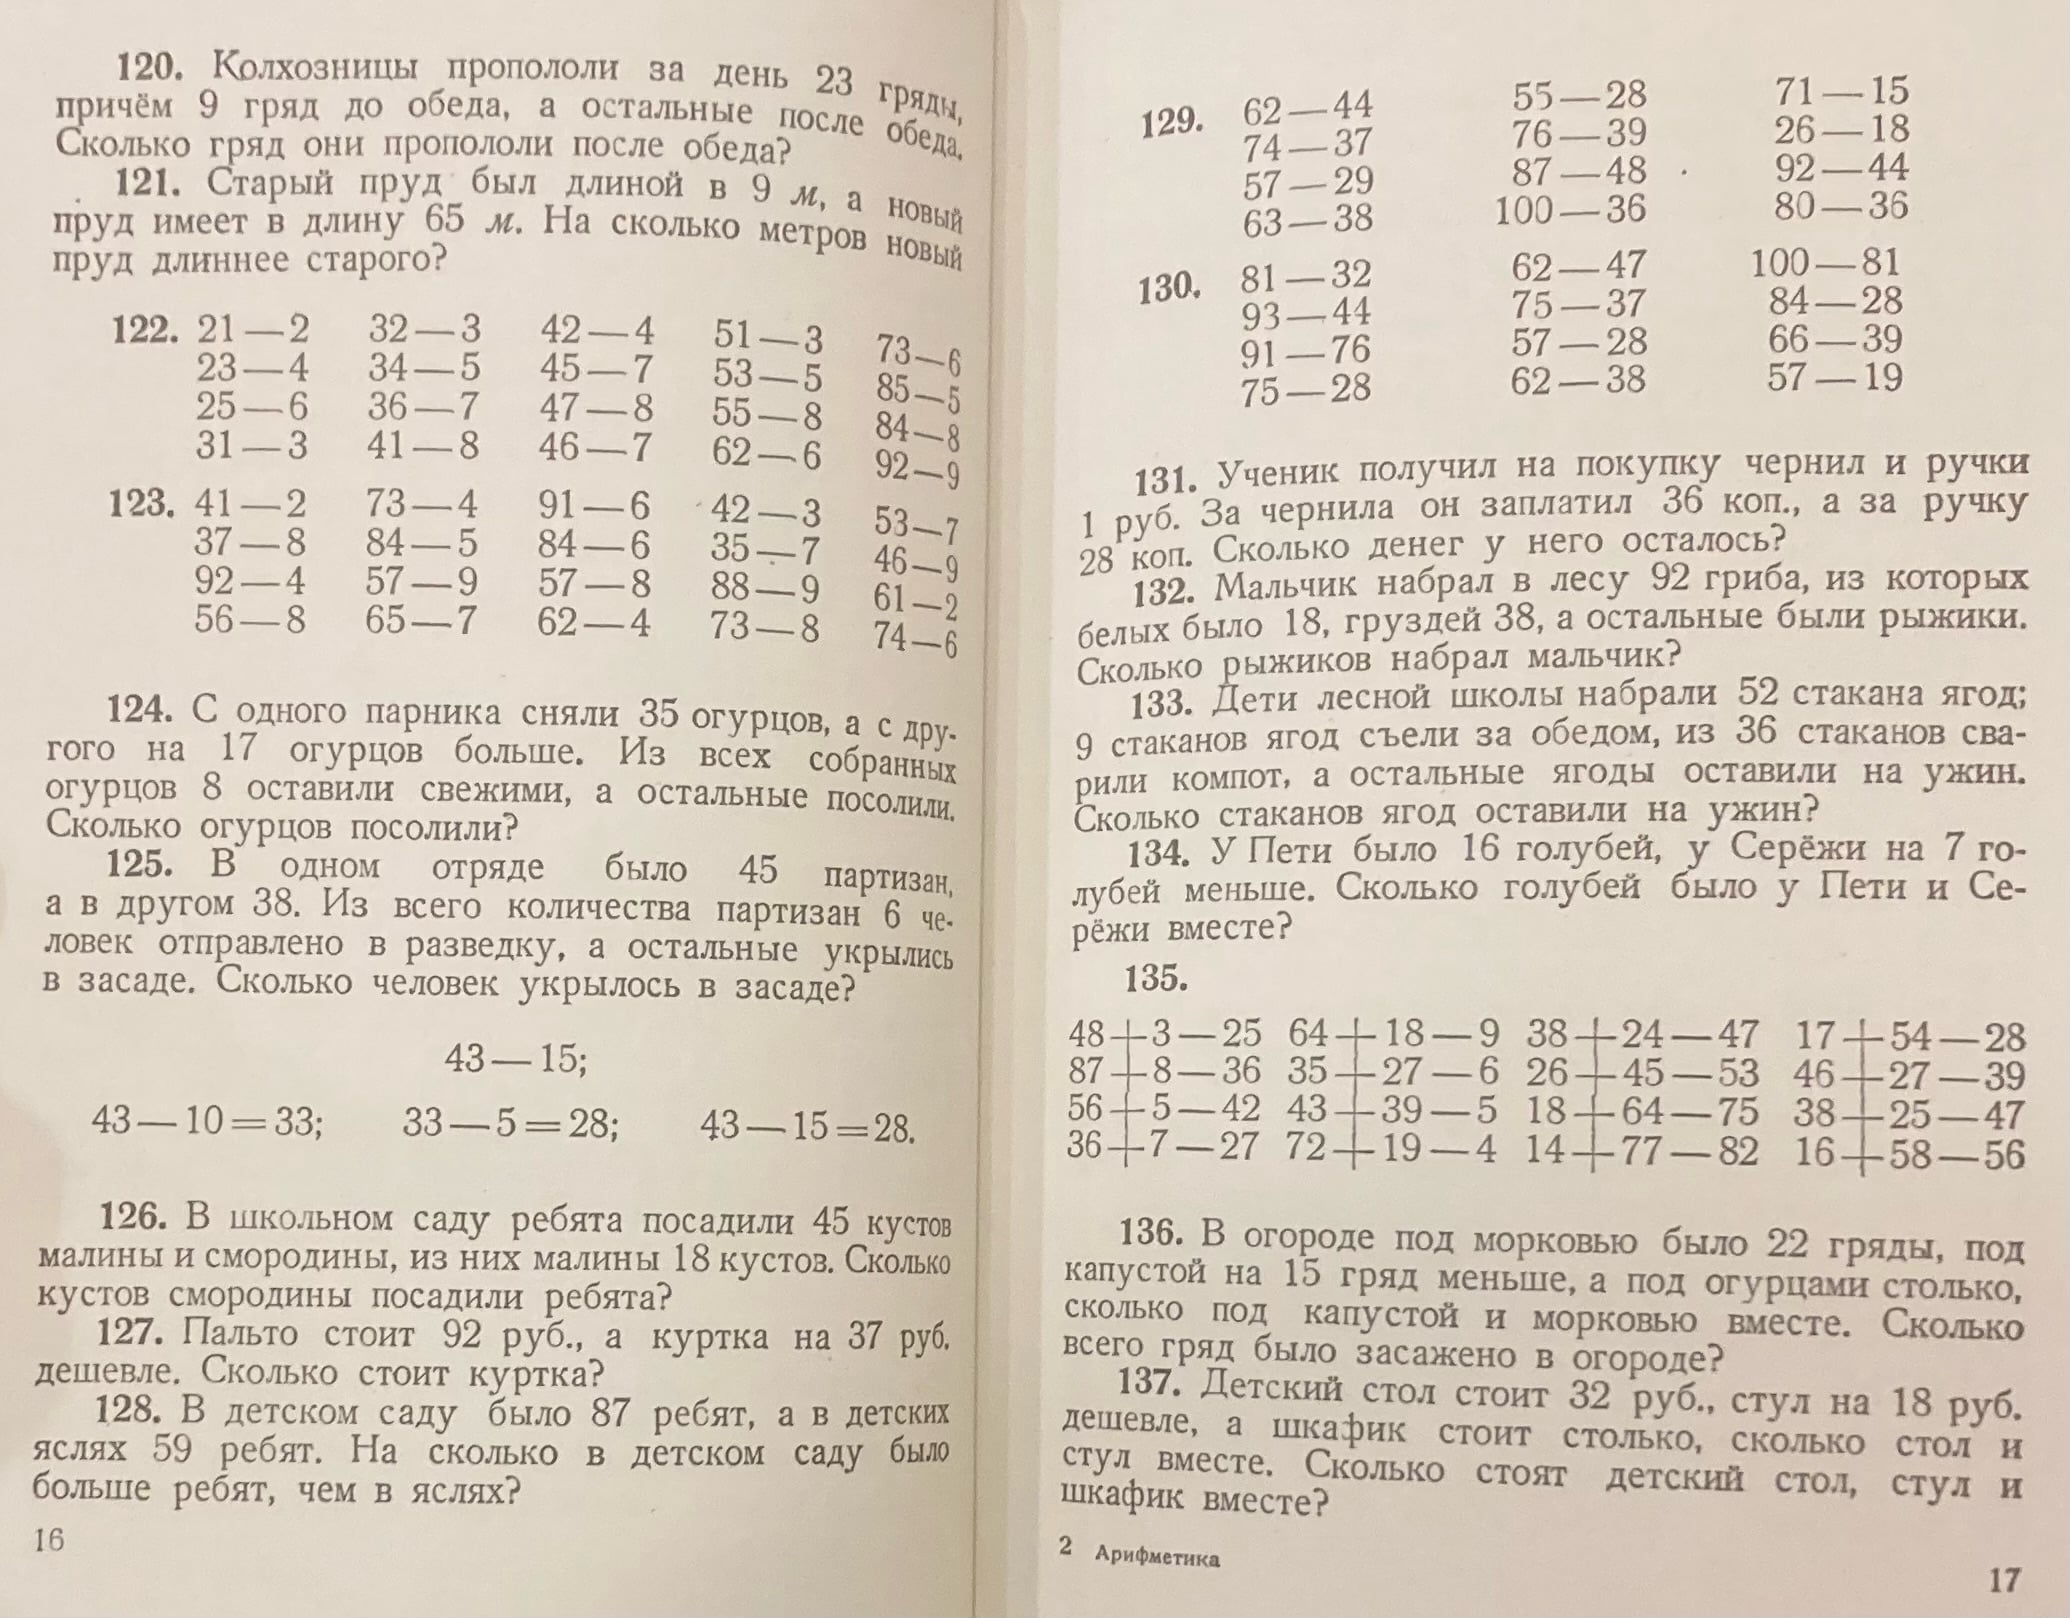 120. Колхозницы пропололи за день 23 гряды,
причём 9 гряд до обеда, а остальные после обеда.
Сколько гряд они пропололи после обеда?
121. Старый пруд был длиной в 9 м, а новый
пруд имеет в длину 65 м. На сколько метров новый
пруд длиннее старого?
122. 21—2 32—3 42—4 51—3 73—6
23—4 34—5 45—7 53—5 85—5
25—6 36—7 47—8 55—8 84—8
31—3 41—8 46—7 62—6 92—9
123. 41—2 73—4 91—6 42—3 53—7
37—8 84—5 84—6 35—7 46—9
92—4 57—9 57—8 88—9 61—2
56—8 65—7 62—4 73—8 74—6
124. С одного парника сняли 35 огурцов, а с дру-
гого на 17 огурцов больше. Из всех собранных
огурцов 8 оставили свежими, а остальные посолили.
Сколько огурцов посолили?
125. В одном отряде было 45 партизан,
а в другом 38. Из всего количества партизан 6 че-
ловек отправлено в разведку, а остальные укрылись
в засаде. Сколько человек укрылось в засаде?
43—15;
43—10=33; 33—5=28; 43—15=28.
126. В школьном саду ребята посадили 45 кустов
малины и смородины, из них малины 18 кустов. Сколько
кустов смородины посадили ребята?
127. Пальто стоит 92 руб., а куртка на 37 руб.
дешевле. Сколько стоит куртка?
128. В детском саду было 87 ребят, а в детских
яслях 59 ребят. На сколько в детском саду было
больше ребят, чем в яслях?
16
129. 62—44 55—28 71—15
74—37 76—39 26—18
57—29 87—48 92—44
63—38 100—36 80—36
130. 81—32 62—47 100—81
93—44 75—37 84—28
91—76 57—28 66—39
75—28 62—38 57—19
131. Ученик получил на покупку чернил и ручки
1 руб. За чернила он заплатил 36 коп., а за ручку
28 коп. Сколько денег у него осталось?
132. Мальчик набрал в лесу 92 гриба, из которых
белых было 18, груздей 38, а остальные были рыжики.
Сколько рыжиков набрал мальчик?
133. Дети лесной школы набрали 52 стакана ягод;
9 стаканов ягод съели за обедом, из 36 стаканов сва-
рили компот, а остальные ягоды оставили на ужин.
Сколько стаканов ягод оставили на ужин?
134. У Пети было 16 голубей, у Серёжи на 7 го-
лубей меньше. Сколько голубей было у Пети и Се-
рёжи вместе?
135.
48+3—25 64+18—9 38+24—47 17+54—28
87+8—36 35+27—6 26+45—53 46+27—39
56+5—42 43+39—5 18+64—75 38+25—47
36+7—27 72+19—4 14+77—82 16+58—56
136. В огороде под морковью было 22 гряды, под
капустой на 15 гряд меньше, а под огурцами столько,
сколько под капустой и морковью вместе. Сколько
всего гряд было засажено в огороде?
137. Детский стол стоит 32 руб., стул на 18 руб.
дешевле, а шкафик стоит столько, сколько стол и
стул вместе. Сколько стоят детский стол, стул и
шкафик вместе?
2 Арифметика
17